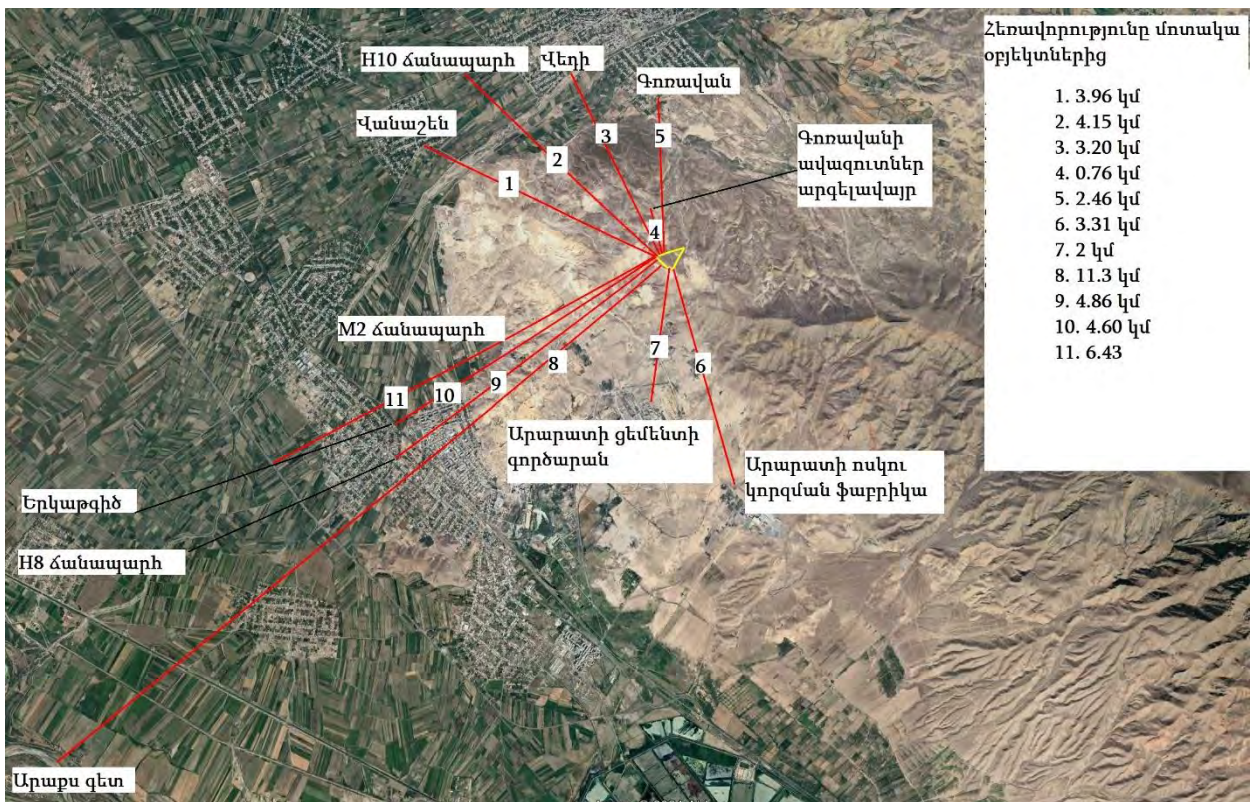 Հեռավորությունը մոտակա
օբյեկտներից
1. 3.96 կմ
2. 4.15 կմ
3. 3.20 կմ
4. 0.76 կմ
5. 2.46 կմ
6. 3.31 կմ
7. 2 կմ
8. 11.3 կմ
9. 4.86 կմ
10. 4.60 կմ
11. 6.43
H10 ճանապարհ
Վեդի
Գոռավան
Վանաշեն
Գոռավանի
ավազուտներ
արգելավայր
1
2
3
5
4
M2 ճանապարհ
11
10
9
8
7
6
Արարատի ցեմենտի
գործարան
Արարատի ոսկու
կորզման ֆաբրիկա
Երկաթգիծ
H8 ճանապարհ
Արաքս գետ